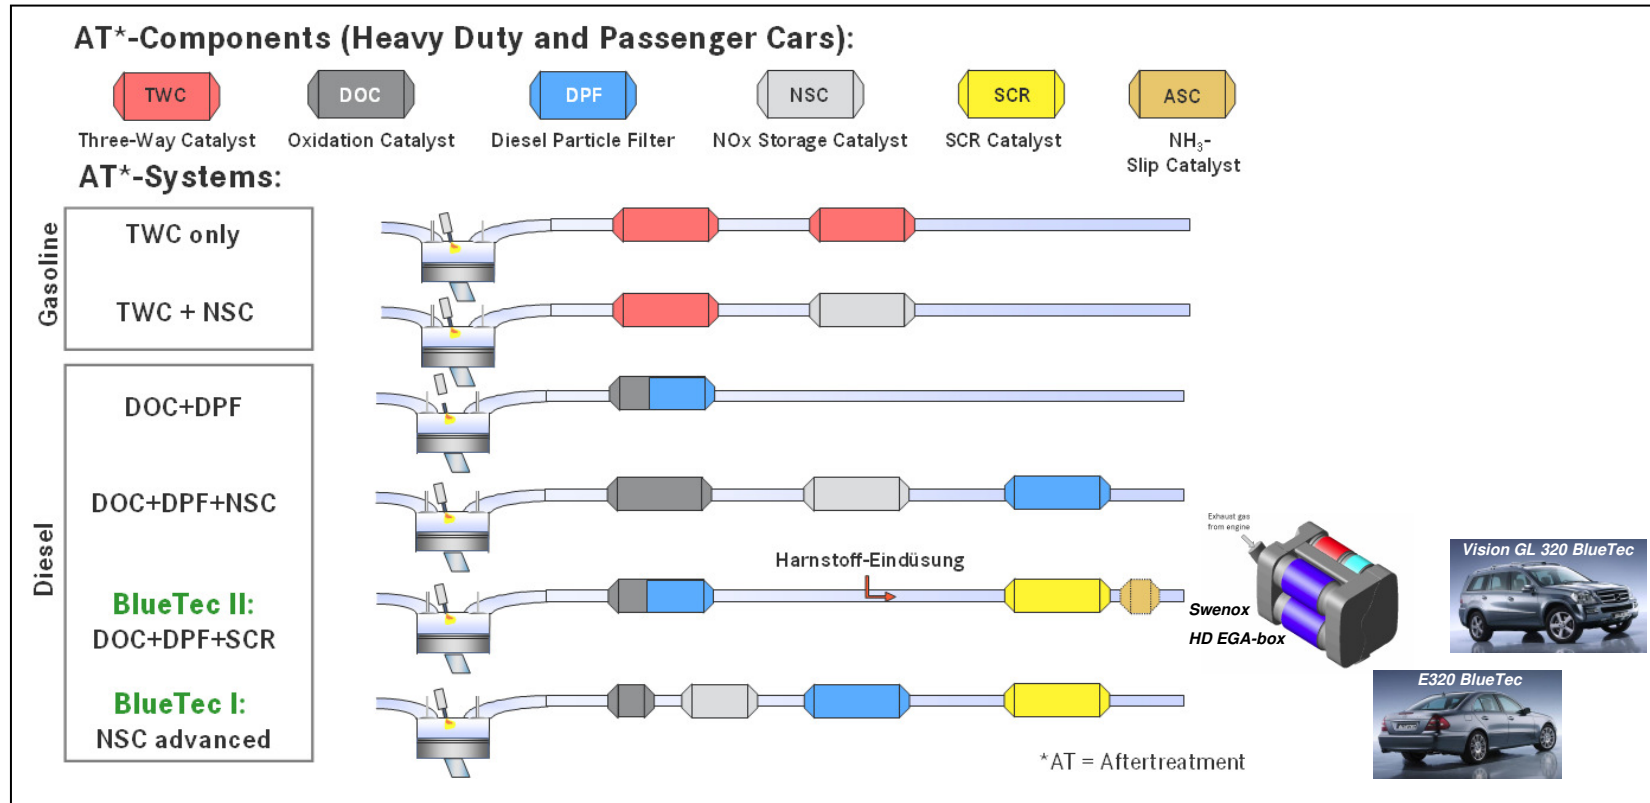 AT*-Components (Heavy Duty and Passenger Cars):
TWC
DOC
DPF
NSC
SCR
ASC
Three-Way Catalyst
Oxidation Catalyst
Diesel Particle Filter
NOx Storage Catalyst
SCR Catalyst
NH₃-
Slip Catalyst
AT*-Systems:
Gasoline
TWC only
TWC + NSC
Diesel
DOC+DPF
DOC+DPF+NSC
BlueTec II:
DOC+DPF+SCR
BlueTec I:
NSC advanced
Harnstoff-Eindüsung
Exhaust gas
from engine
Swenox
HD EGA-box
Vision GL 320 BlueTec
E320 BlueTec
*AT = Aftertreatment